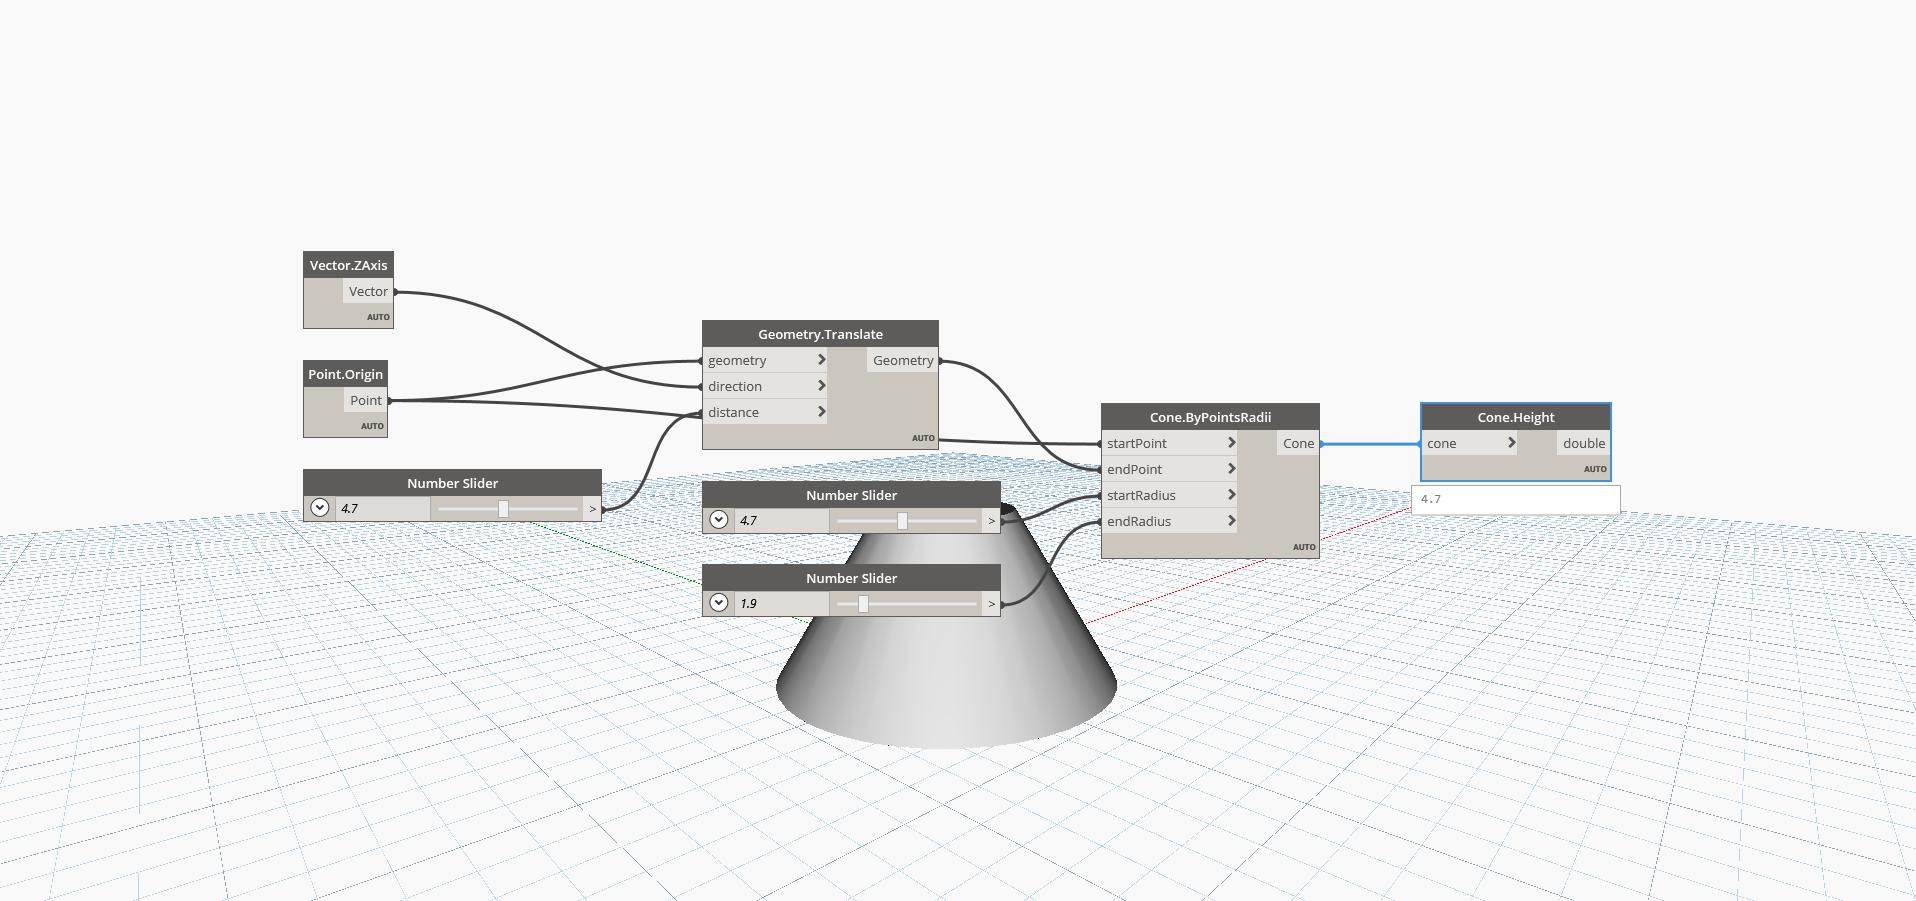 Vector.ZAxis
Vector
AUTO
Point.Origin
Point
AUTO
Number Slider
4.7 >
Geometry.Translate
geometry Geometry
direction
distance
AUTO
Number Slider
4.7 >
Number Slider
1.9 >
Cone.ByPointsRadii
startPoint Cone
endPoint
startRadius
endRadius
AUTO
Cone.Height
cone double
AUTO
4.7